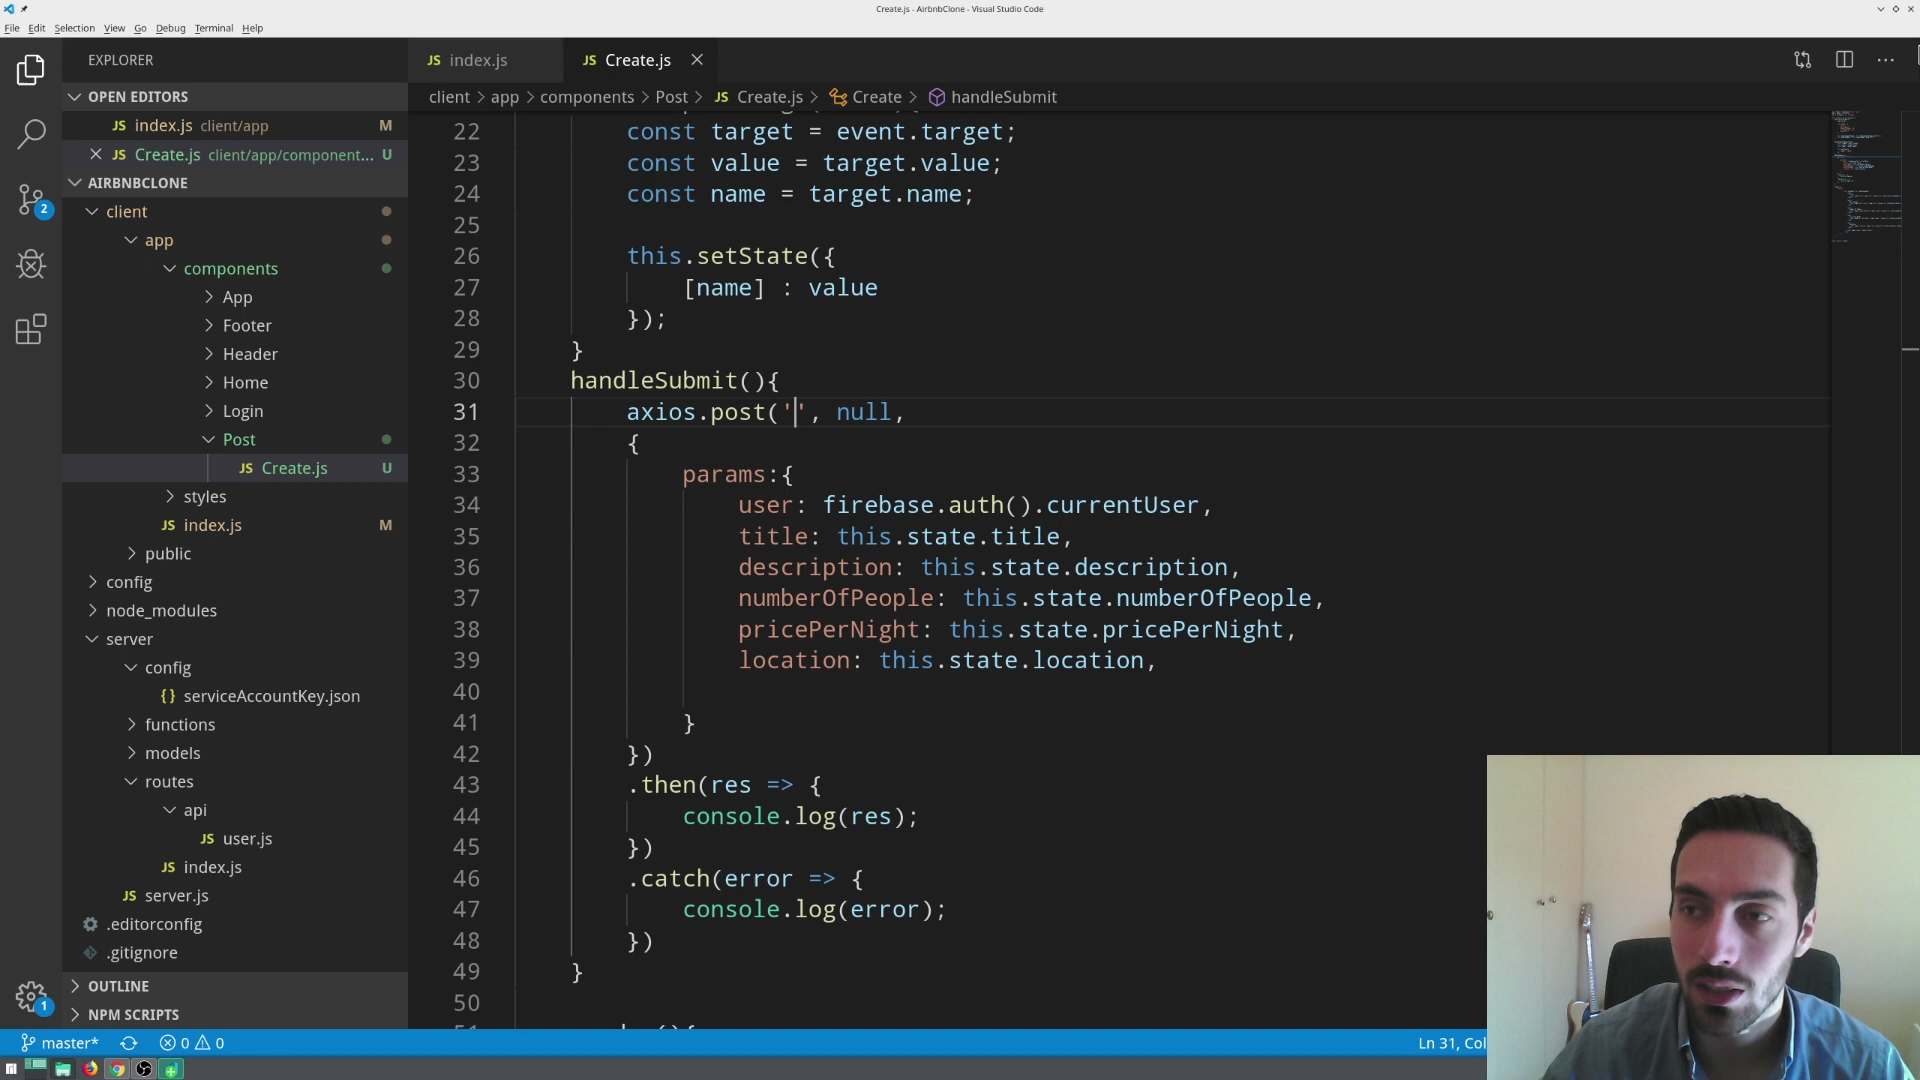 Create.js - AirbnbClone - Visual Studio Code
File Edit Selection View Go Debug Terminal Help
EXPLORER
OPEN EDITORS
JS index.js client/app M
JS Create.js client/app/component... U
AIRBNBCLONE
client
app
components
App
Footer
Header
Home
Login
Post
JS Create.js U
styles
JS index.js M
public
config
node_modules
server
config
{} serviceAccountKey.json
functions
models
routes
api
JS user.js
JS index.js
JS server.js
.editorconfig
.gitignore
OUTLINE
NPM SCRIPTS
2
1
JS index.js
JS Create.js
client > app > components > Post > JS Create.js > Create > handleSubmit
22 const target = event.target;
23 const value = target.value;
24 const name = target.name;
25
26 this.setState({
27 [name] : value
28 });
29 }
30 handleSubmit(){
31 axios.post('', null,
32 {
33 params:{
34 user: firebase.auth().currentUser,
35 title: this.state.title,
36 description: this.state.description,
37 numberOfPeople: this.state.numberOfPeople,
38 pricePerNight: this.state.pricePerNight,
39 location: this.state.location,
40
41 }
42 })
43 .then(res => {
44 console.log(res);
45 })
46 .catch(error => {
47 console.log(error);
48 })
49 }
50
master* 0 0
Ln 31, Col